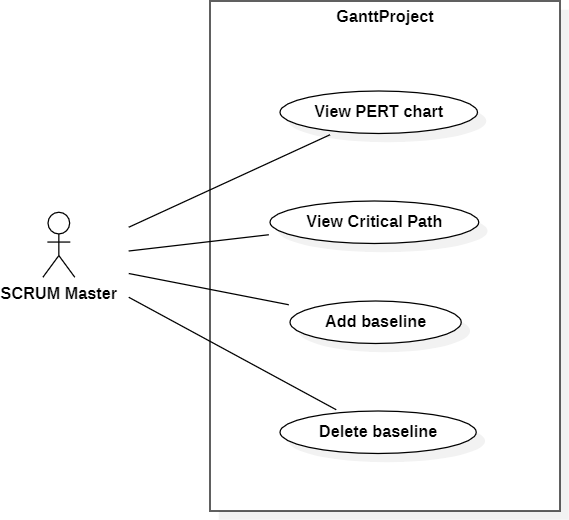 GanttProject
View PERT chart
View Critical Path
SCRUM Master
Add baseline
Delete baseline